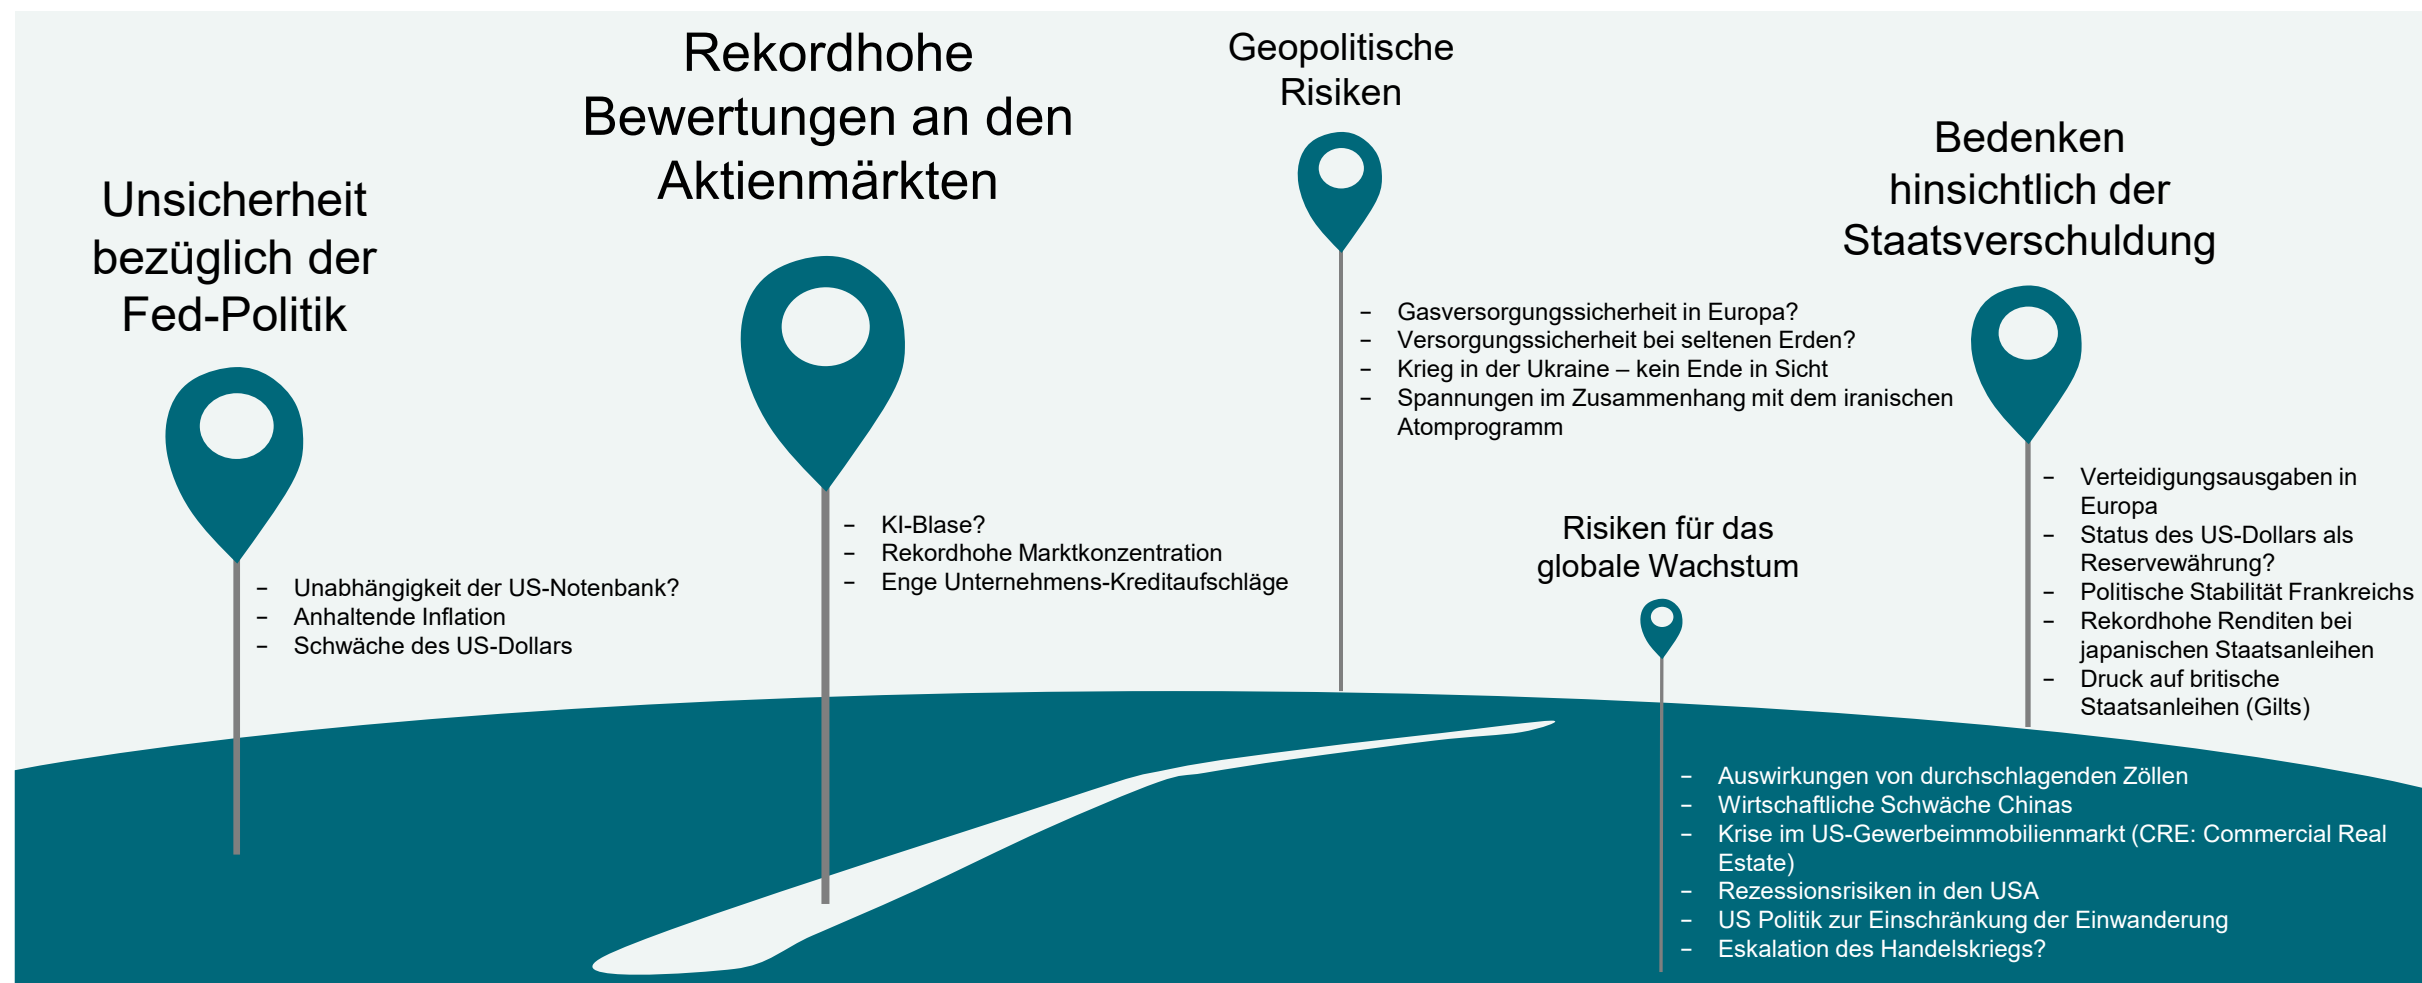 Unsicherheit
bezüglich der
Fed-Politik
– Unabhängigkeit der US-Notenbank?
– Anhaltende Inflation
– Schwäche des US-Dollars
Rekordhohe
Bewertungen an den
Aktienmärkten
– KI-Blase?
– Rekordhohe Marktkonzentration
– Enge Unternehmens-Kreditaufschläge
Geopolitische
Risiken
– Gasversorgungssicherheit in Europa?
– Versorgungssicherheit bei seltenen Erden?
– Krieg in der Ukraine – kein Ende in Sicht
– Spannungen im Zusammenhang mit dem iranischen
Atomprogramm
Risiken für das
globale Wachstum
– Auswirkungen von durchschlagenden Zöllen
– Wirtschaftliche Schwäche Chinas
– Krise im US-Gewerbeimmobilienmarkt (CRE: Commercial Real
Estate)
– Rezessionsrisiken in den USA
– US Politik zur Einschränkung der Einwanderung
– Eskalation des Handelskriegs?
Bedenken
hinsichtlich der
Staatsverschuldung
– Verteidigungsausgaben in
Europa
– Status des US-Dollars als
Reservewährung?
– Politische Stabilität Frankreichs
– Rekordhohe Renditen bei
japanischen Staatsanleihen
– Druck auf britische
Staatsanleihen (Gilts)